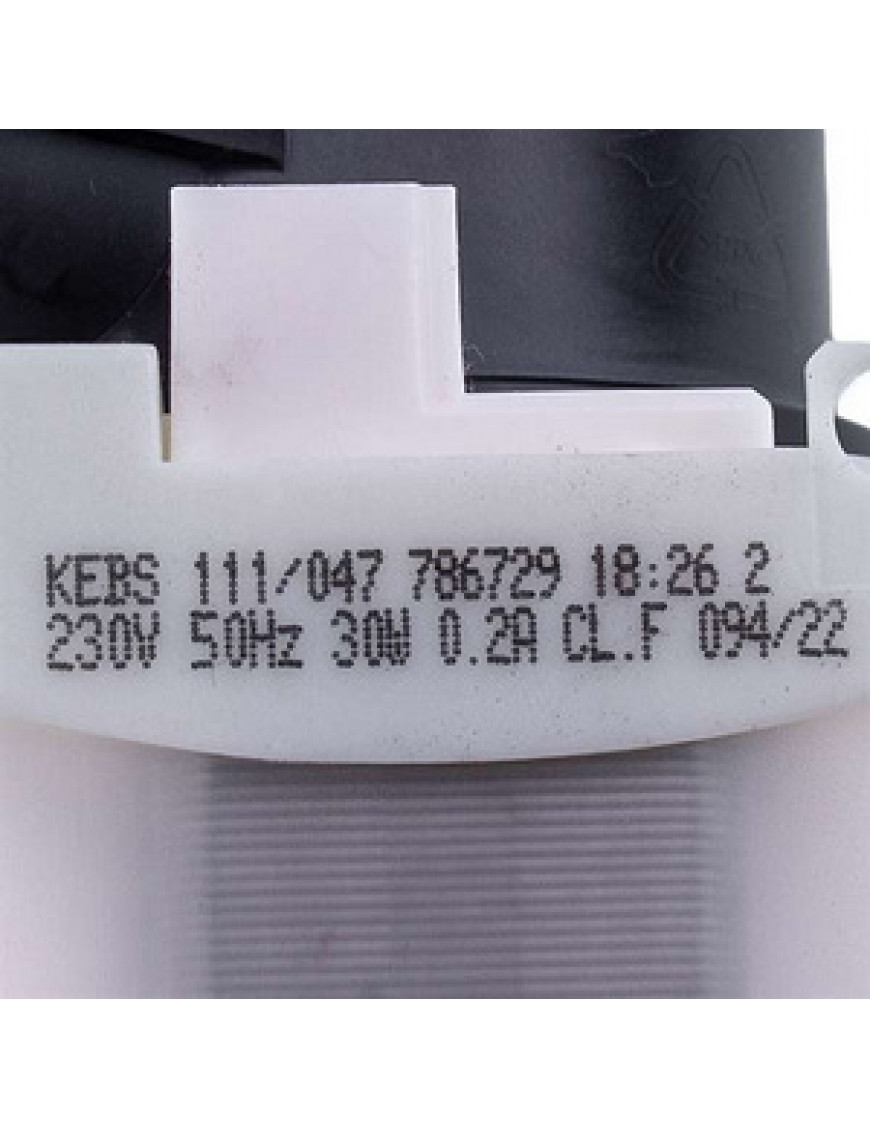 KEBS 111/047 786729 18:26 2
230V 50Hz 30W 0.2A CL.F 094/22